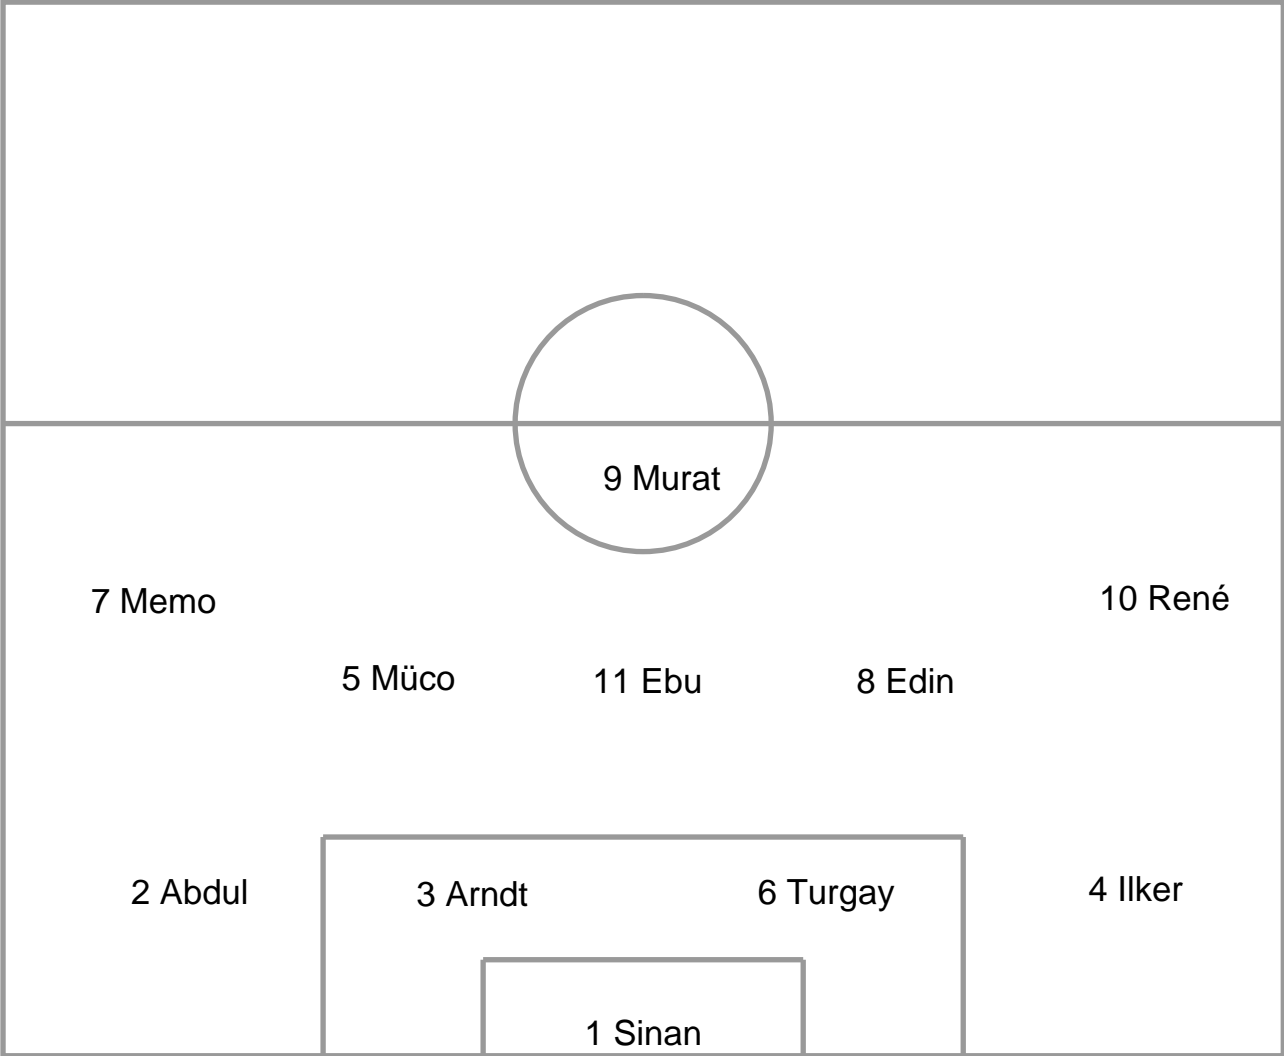 9 Murat
7 Memo
10 René
5 Müco
11 Ebu
8 Edin
2 Abdul
3 Arndt
6 Turgay
4 Ilker
1 Sinan